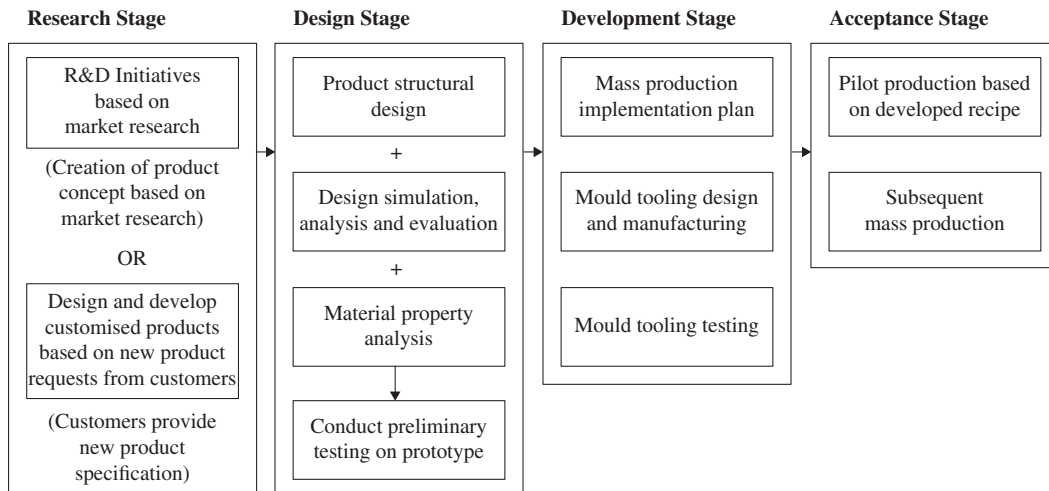 Research Stage
R&D Initiatives
based on
market research
(Creation of product
concept based on
market research)
OR
Design and develop
customised products
based on new product
requests from customers
(Customers provide
new product
specification)
Design Stage
Product structural
design
+
Design simulation,
analysis and evaluation
+
Material property
analysis
Conduct preliminary
testing on prototype
Development Stage
Mass production
implementation plan
Mould tooling design
and manufacturing
Mould tooling testing
Acceptance Stage
Pilot production based
on developed recipe
Subsequent
mass production